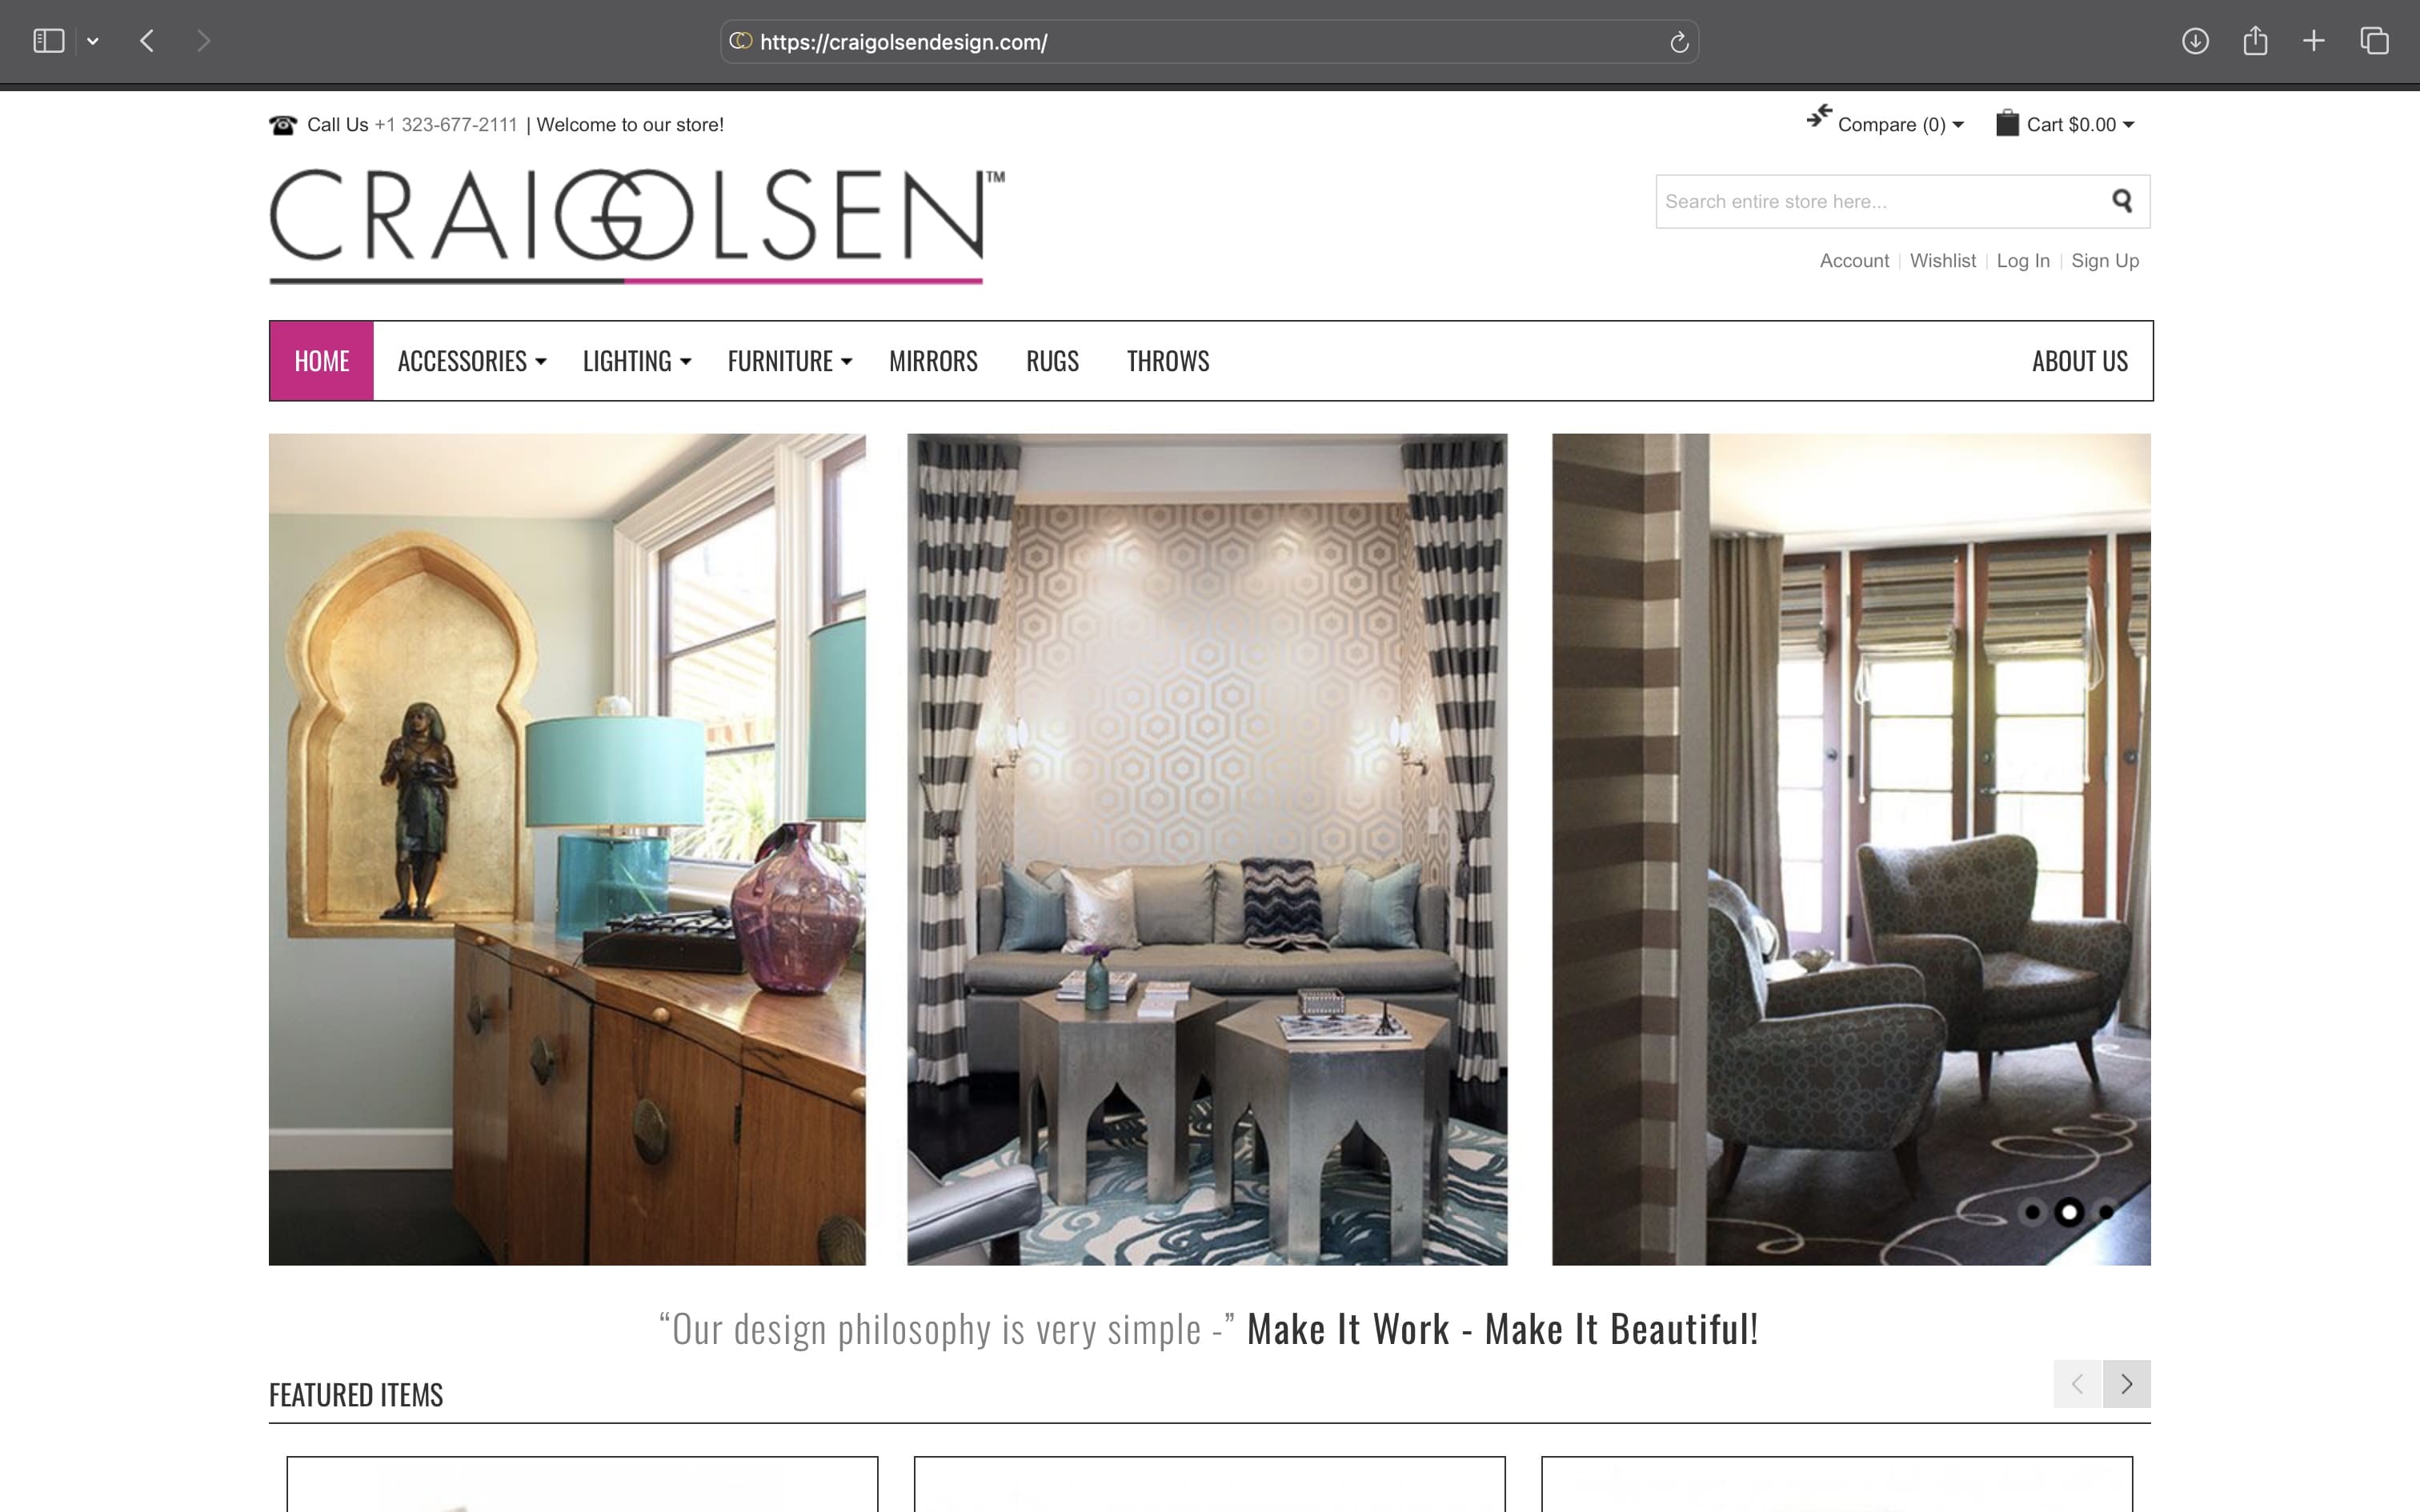 https://craigolsendesign.com/
Call Us +1 323-677-2111 | Welcome to our store!
Compare (0)
Cart $0.00
CRAIGOLSEN™
Search entire store here...
Account | Wishlist | Log In | Sign Up
HOME ACCESSORIES LIGHTING FURNITURE MIRRORS RUGS THROWS ABOUT US
“Our design philosophy is very simple -” Make It Work - Make It Beautiful!
FEATURED ITEMS